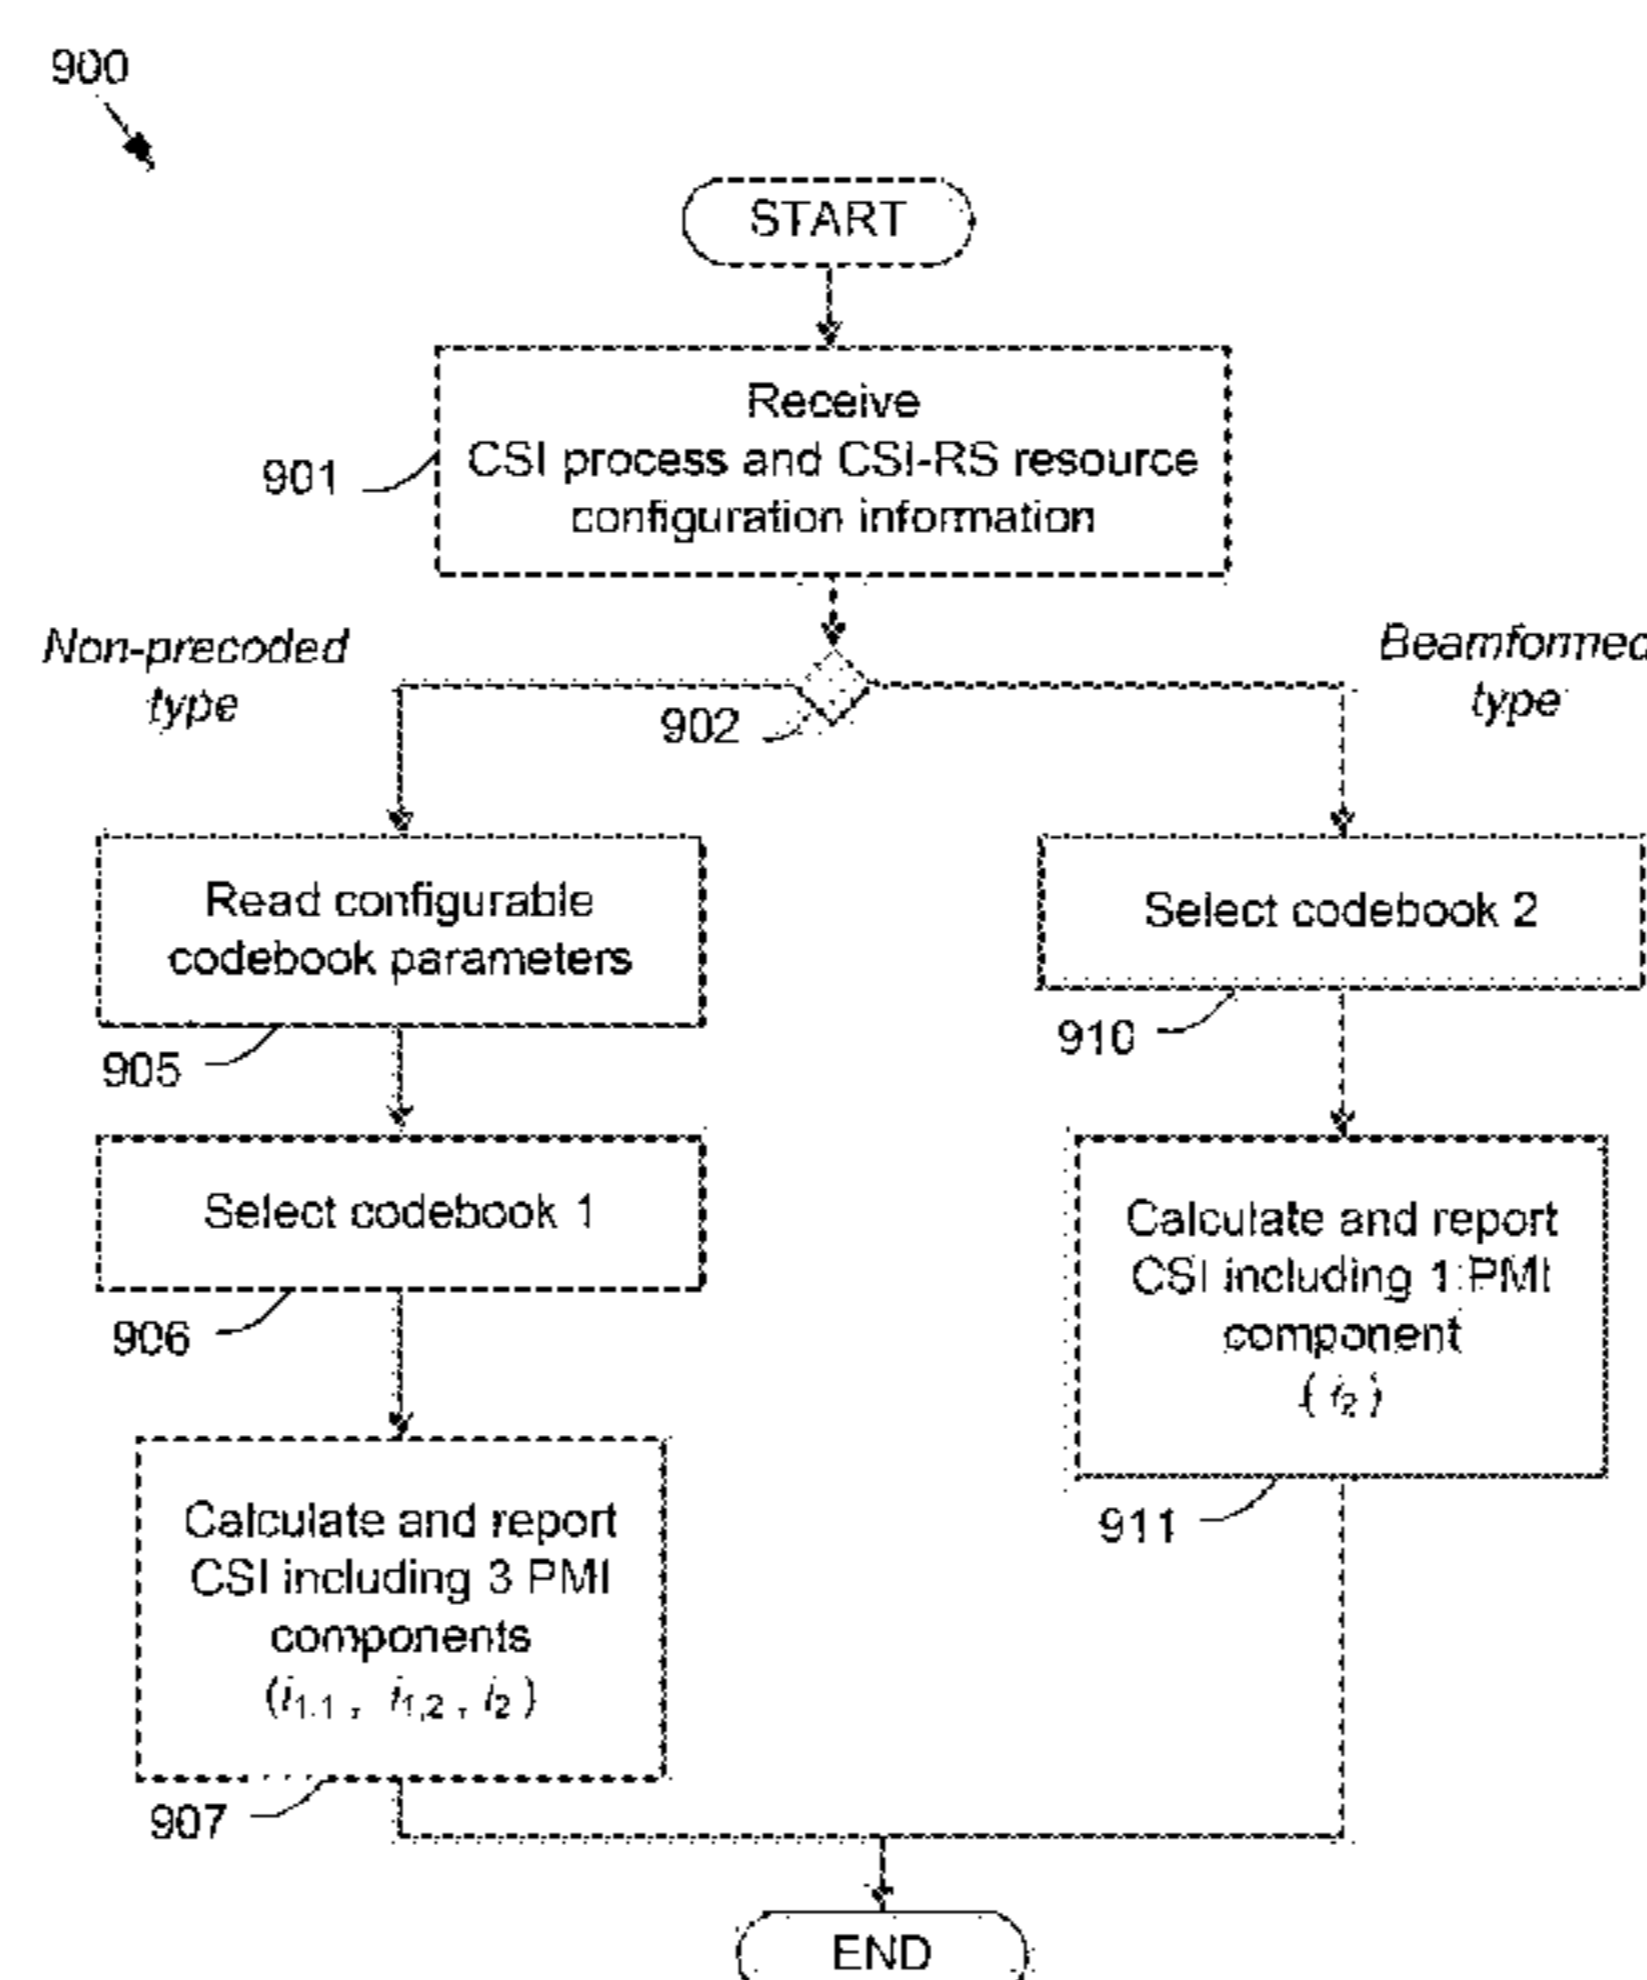 900
START
Receive
CSI process and CSI-RS resource
configuration information
901
Non-precoded
type
902
Beamformed
type
Read configurable
codebook parameters
905
Select codebook 2
910
Select codebook 1
906
Calculate and report
CSI including 1 PMI
component
( i2 )
911
Calculate and report
CSI including 3 PMI
components
(i1,1 , i1,2 , i2 )
907
END